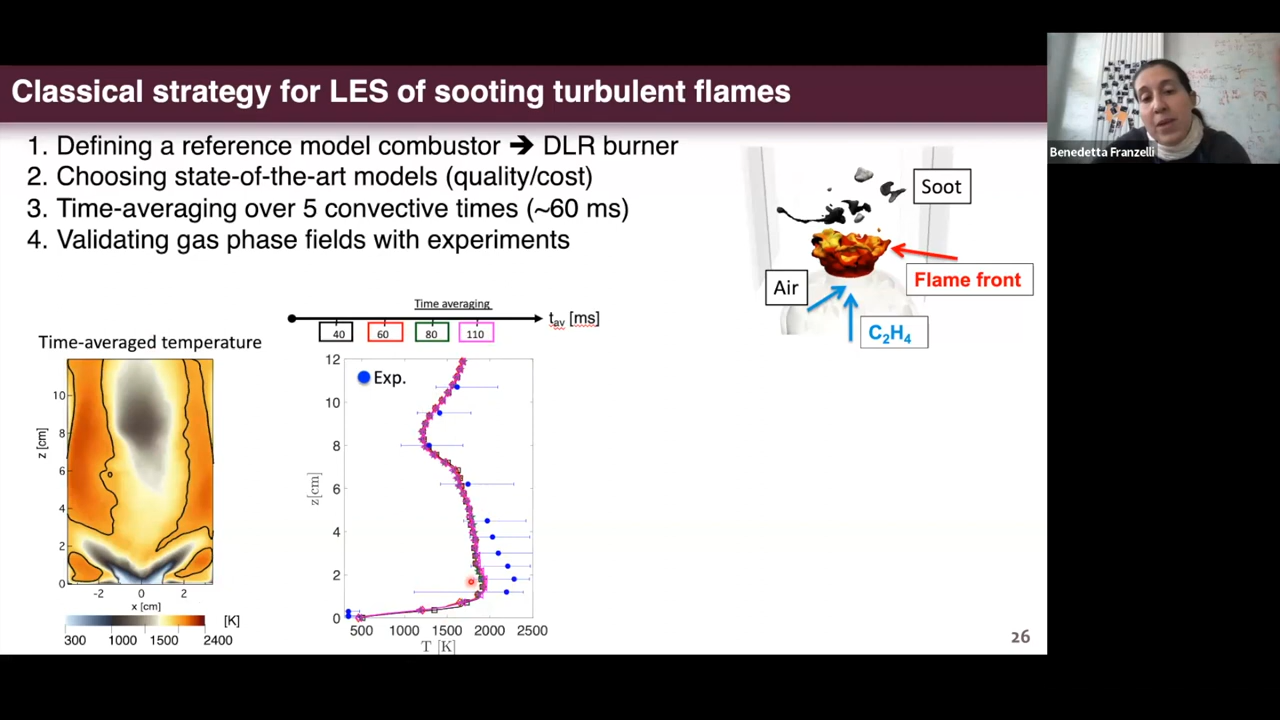 Classical strategy for LES of sooting turbulent flames
1. Defining a reference model combustor ➔ DLR burner
2. Choosing state-of-the-art models (quality/cost)
3. Time-averaging over 5 convective times (~60 ms)
4. Validating gas phase fields with experiments
Benedetta Franzelli
Soot
Flame front
Air
C₂H₄
Time averaging
t_av [ms]
40 60 80 110
Time-averaged temperature
10
8
6
4
2
0
z [cm]
-2 0 2
x [cm]
[K]
300 1000 1500 2400
Exp.
12
10
8
6
4
2
0
z[cm]
500 1000 1500 2000 2500
T [K]
26